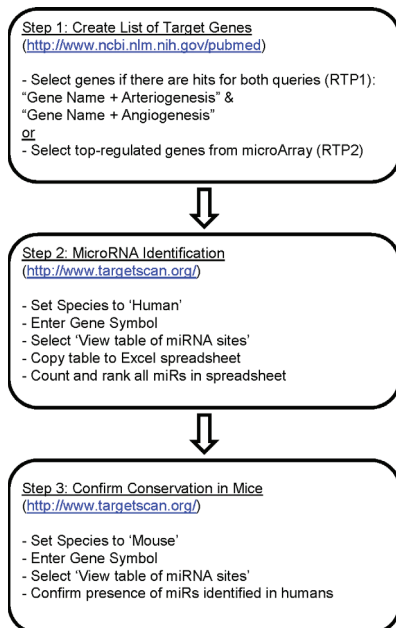 Step 1: Create List of Target Genes
(http://www.ncbi.nlm.nih.gov/pubmed)
- Select genes if there are hits for both queries (RTP1):
“Gene Name + Arteriogenesis” &
“Gene Name + Angiogenesis”
or
- Select top-regulated genes from microArray (RTP2)
Step 2: MicroRNA Identification
(http://www.targetscan.org/)
- Set Species to ‘Human’
- Enter Gene Symbol
- Select ‘View table of miRNA sites’
- Copy table to Excel spreadsheet
- Count and rank all miRs in spreadsheet
Step 3: Confirm Conservation in Mice
(http://www.targetscan.org/)
- Set Species to ‘Mouse’
- Enter Gene Symbol
- Select ‘View table of miRNA sites’
- Confirm presence of miRs identified in humans